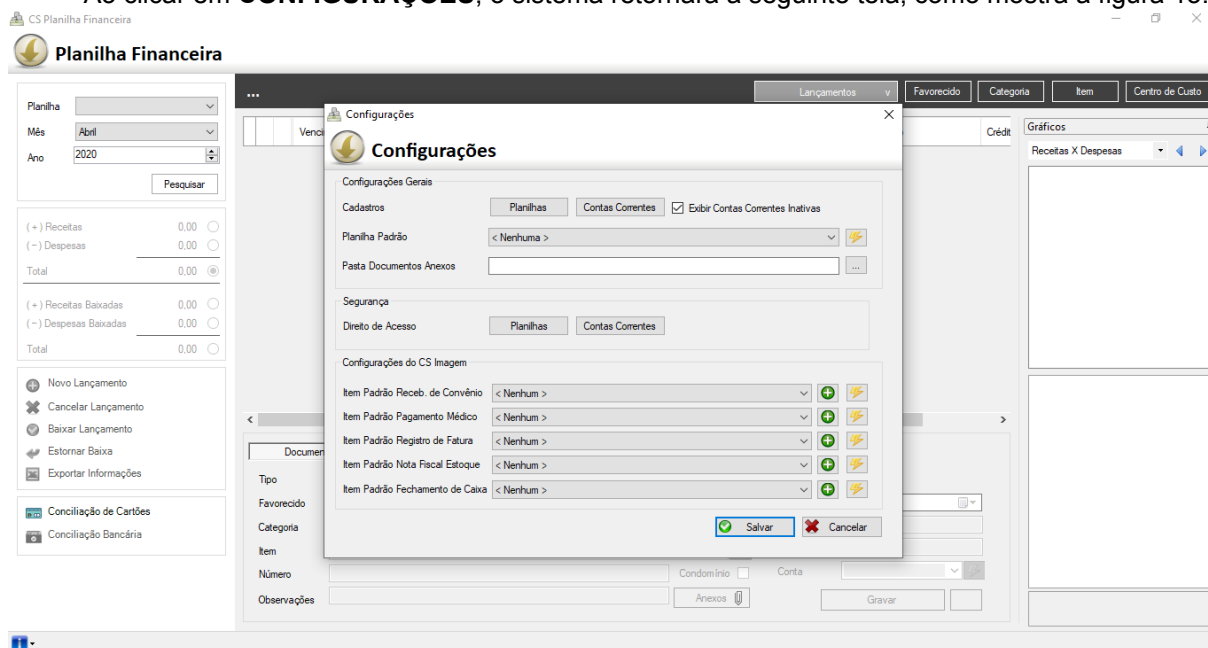 Ao clicar em CONFIGURAÇÕES, o sistema retornará a seguinte tela, como mostra a figura
CS Planilha Financeira
Planilha Financeira
Planilha
Mês Abril
Ano 2020
Pesquisar
(+) Receitas 0,00
(-) Despesas 0,00
Total 0,00
(+) Receitas Baixadas 0,00
(-) Despesas Baixadas 0,00
Total 0,00
Novo Lançamento
Cancelar Lançamento
Baixar Lançamento
Estornar Baixa
Exportar Informações
Conciliação de Cartões
Conciliação Bancária
... Lançamentos v Favorecido Categoria Item Centro de Custo
Crédit
Gráficos
Receitas X Despesas
Configurações
Configurações
Configurações Gerais
Cadastros Planilhas Contas Correntes Exibir Contas Correntes Inativas
Planilha Padrão < Nenhuma >
Pasta Documentos Anexos ...
Segurança
Direito de Acesso Planilhas Contas Correntes
Configurações do CS Imagem
Item Padrão Receb. de Convênio < Nenhum >
Item Padrão Pagamento Médico < Nenhum >
Item Padrão Registro de Fatura < Nenhum >
Item Padrão Nota Fiscal Estoque < Nenhum >
Item Padrão Fechamento de Caixa < Nenhum >
Salvar Cancelar
Tipo
Favorecido
Categoria
Item
Número Condomínio Conta
Observações Anexos Gravar